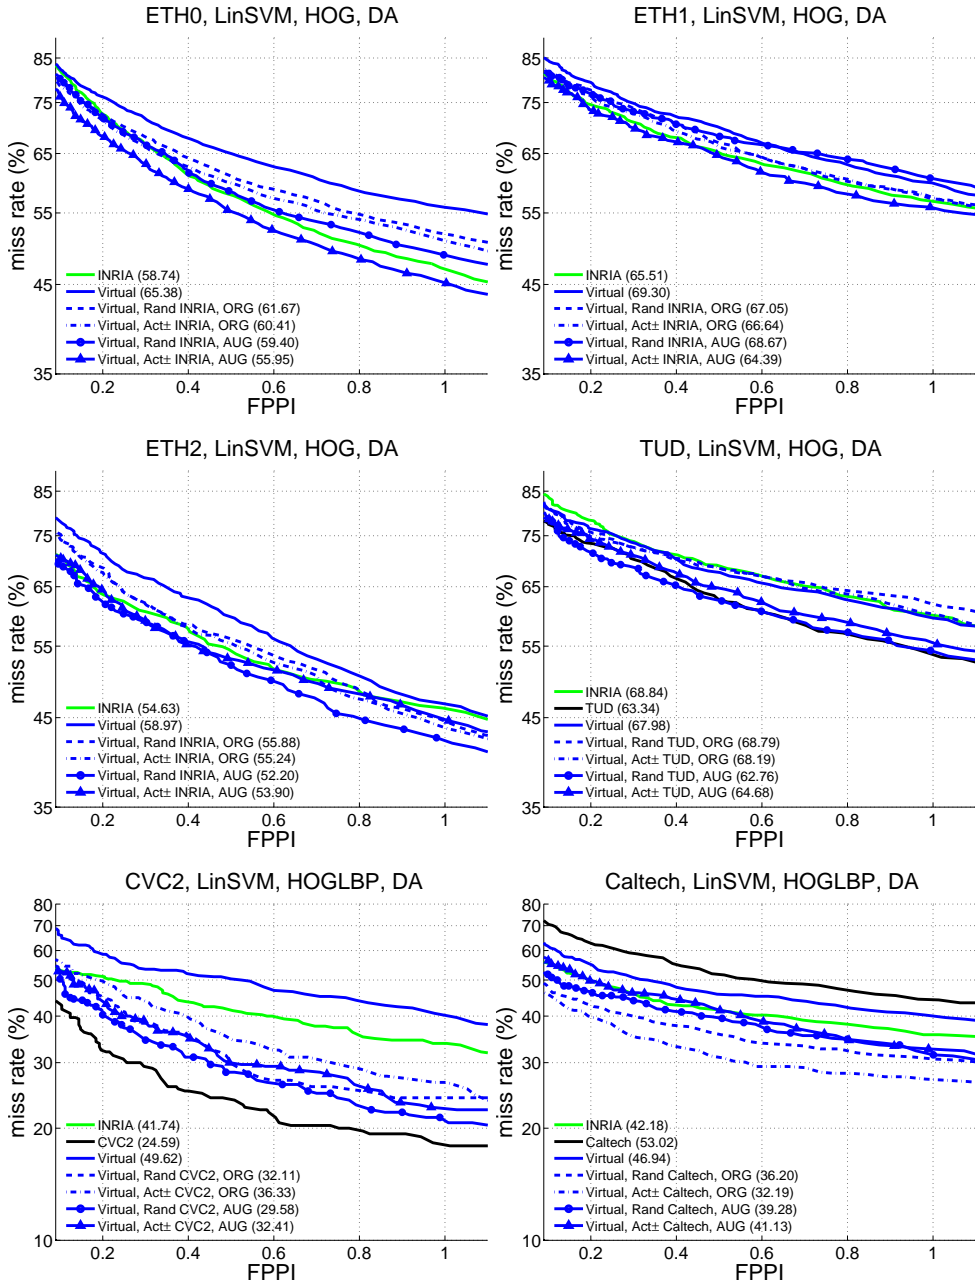 ETH0, LinSVM, HOG, DA
85
75
65
55
45
35
miss rate (%)
INRIA (58.74)
Virtual (65.38)
Virtual, Rand INRIA, ORG (61.67)
Virtual, Act± INRIA, ORG (60.41)
Virtual, Rand INRIA, AUG (59.40)
Virtual, Act± INRIA, AUG (55.95)
0.2 0.4 0.6 0.8 1
FPPI
ETH1, LinSVM, HOG, DA
85
75
65
55
45
35
miss rate (%)
INRIA (65.51)
Virtual (69.30)
Virtual, Rand INRIA, ORG (67.05)
Virtual, Act± INRIA, ORG (66.64)
Virtual, Rand INRIA, AUG (68.67)
Virtual, Act± INRIA, AUG (64.39)
0.2 0.4 0.6 0.8 1
FPPI
ETH2, LinSVM, HOG, DA
85
75
65
55
45
35
miss rate (%)
INRIA (54.63)
Virtual (58.97)
Virtual, Rand INRIA, ORG (55.88)
Virtual, Act± INRIA, ORG (55.24)
Virtual, Rand INRIA, AUG (52.20)
Virtual, Act± INRIA, AUG (53.90)
0.2 0.4 0.6 0.8 1
FPPI
TUD, LinSVM, HOG, DA
85
75
65
55
45
35
miss rate (%)
INRIA (68.84)
TUD (63.34)
Virtual (67.98)
Virtual, Rand TUD, ORG (68.79)
Virtual, Act± TUD, ORG (68.19)
Virtual, Rand TUD, AUG (62.76)
Virtual, Act± TUD, AUG (64.68)
0.2 0.4 0.6 0.8 1
FPPI
CVC2, LinSVM, HOGLBP, DA
80
70
60
50
40
30
20
10
miss rate (%)
INRIA (41.74)
CVC2 (24.59)
Virtual (49.62)
Virtual, Rand CVC2, ORG (32.11)
Virtual, Act± CVC2, ORG (36.33)
Virtual, Rand CVC2, AUG (29.58)
Virtual, Act± CVC2, AUG (32.41)
0.2 0.4 0.6 0.8 1
FPPI
Caltech, LinSVM, HOGLBP, DA
80
70
60
50
40
30
20
10
miss rate (%)
INRIA (42.18)
Caltech (53.02)
Virtual (46.94)
Virtual, Rand Caltech, ORG (36.20)
Virtual, Act± Caltech, ORG (32.19)
Virtual, Rand Caltech, AUG (39.28)
Virtual, Act± Caltech, AUG (41.13)
0.2 0.4 0.6 0.8 1
FPPI